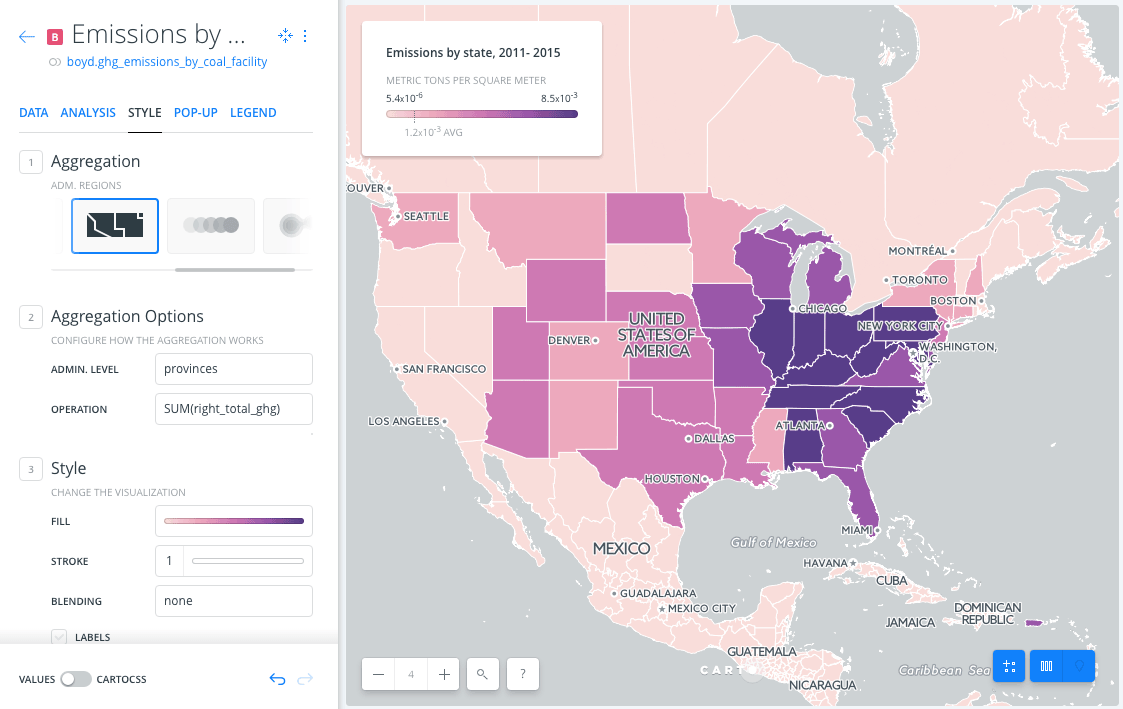 B Emissions by ...
boyd.ghg_emissions_by_coal_facility
DATA ANALYSIS STYLE POP-UP LEGEND
1 Aggregation
ADM. REGIONS
2 Aggregation Options
CONFIGURE HOW THE AGGREGATION WORKS
ADMIN. LEVEL provinces
OPERATION SUM(right_total_ghg)
3 Style
CHANGE THE VISUALIZATION
FILL
STROKE 1
BLENDING none
LABELS
VALUES CARTOCSS
Emissions by state, 2011- 2015
METRIC TONS PER SQUARE METER
5.4x10-6 8.5x10-3
1.2x10-3 AVG
OUVER
SEATTLE
MONTRÉAL
TORONTO
BOSTON
CHICAGO
NEW YORK CITY
UNITED
STATES OF
AMERICA
DENVER
WASHINGTON,
D.C.
SAN FRANCISCO
LOS ANGELES
ATLANTA
DALLAS
HOUSTON
MIAMI
Gulf of Mexico
MEXICO
HAVANA
CUBA
GUADALAJARA
MEXICO CITY
DOMINICAN
REPUBLIC
JAMAICA
GUATEMALA
CARTO
Caribbean Sea
NICARAGUA
4
?